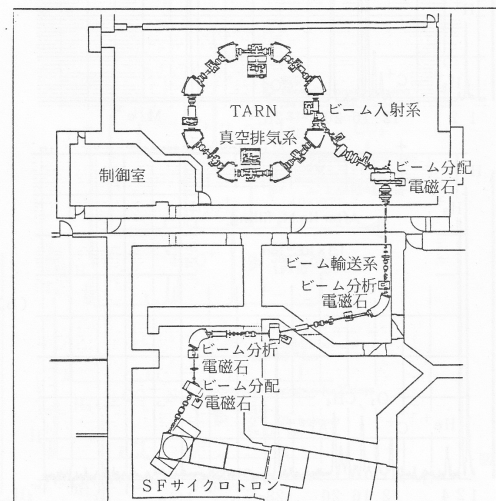 TARN
ビーム入射系
真空排気系
制御室
ビーム分配
電磁石
ビーム輸送系
ビーム分析
電磁石
ビーム分析
電磁石
ビーム分配
電磁石
SFサイクロトロン